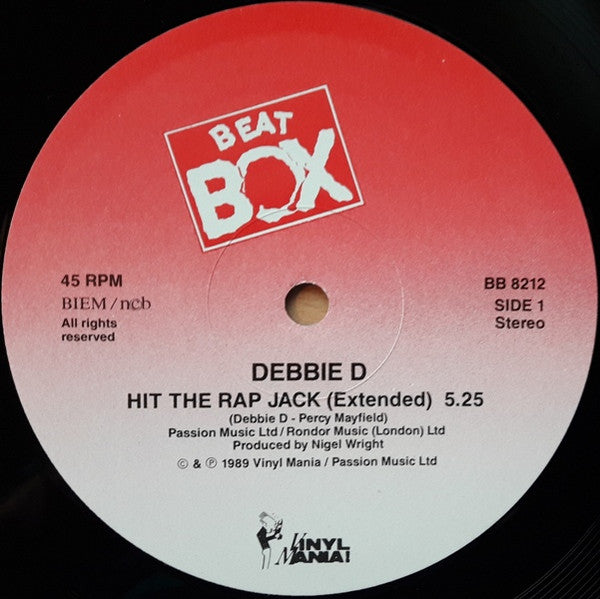 BEAT
BOX
45 RPM
BIEM/ncb
All rights
reserved
BB 8212
SIDE 1
Stereo
DEBBIE D
HIT THE RAP JACK (Extended) 5.25
(Debbie D - Percy Mayfield)
Passion Music Ltd/Rondor Music (London) Ltd
Produced by Nigel Wright
© & ℗ 1989 Vinyl Mania / Passion Music Ltd
VINYL
MANIA!